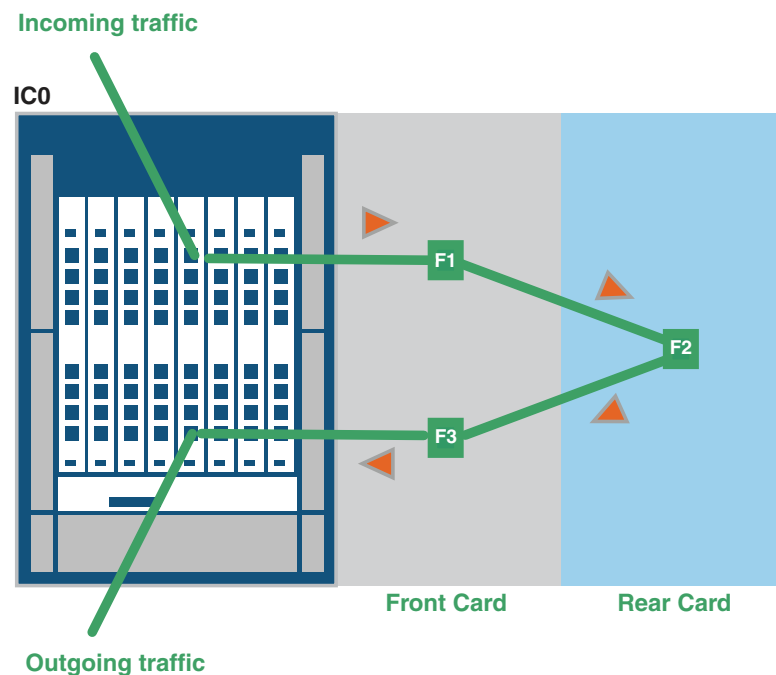 Incoming traffic
IC0
F1
F2
F3
Front Card
Rear Card
Outgoing traffic